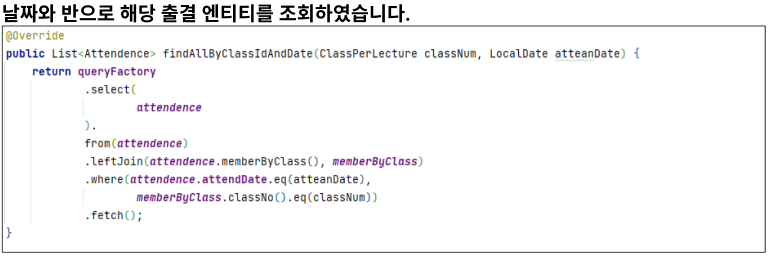 날짜와 반으로 해당 출결 엔티티를 조회하였습니다.
@Override
public List<Attendence> findAllByClassIdAndDate(ClassPerLecture classNum, LocalDate atteanDate) {
    return queryFactory
            .select(
                    attendence
            ).
            from(attendence)
            .leftJoin(attendence.memberByClass(), memberByClass)
            .where(attendence.attendDate.eq(atteanDate),
                    memberByClass.classNo().eq(classNum))
            .fetch();
}